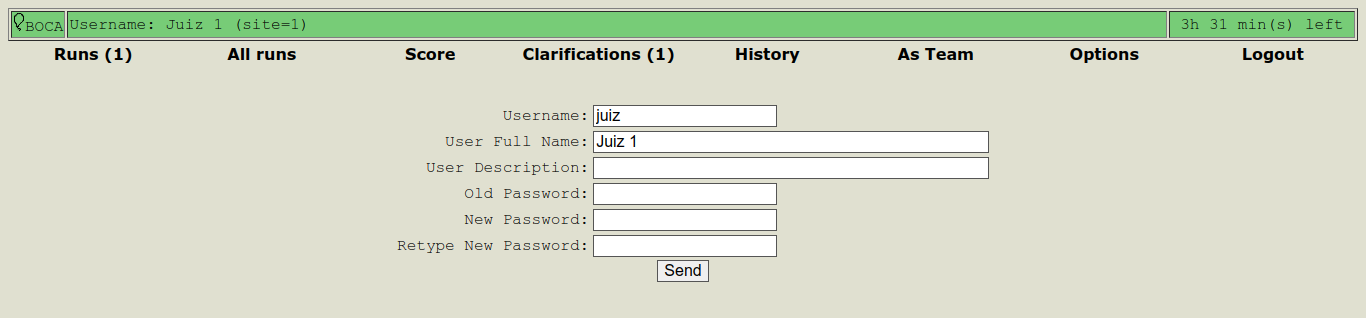 BOCA Username: Juiz 1 (site=1) 3h 31 min(s) left
Runs (1) All runs Score Clarifications (1) History As Team Options Logout
Username: juiz
User Full Name: Juiz 1
User Description:
Old Password:
New Password:
Retype New Password:
Send